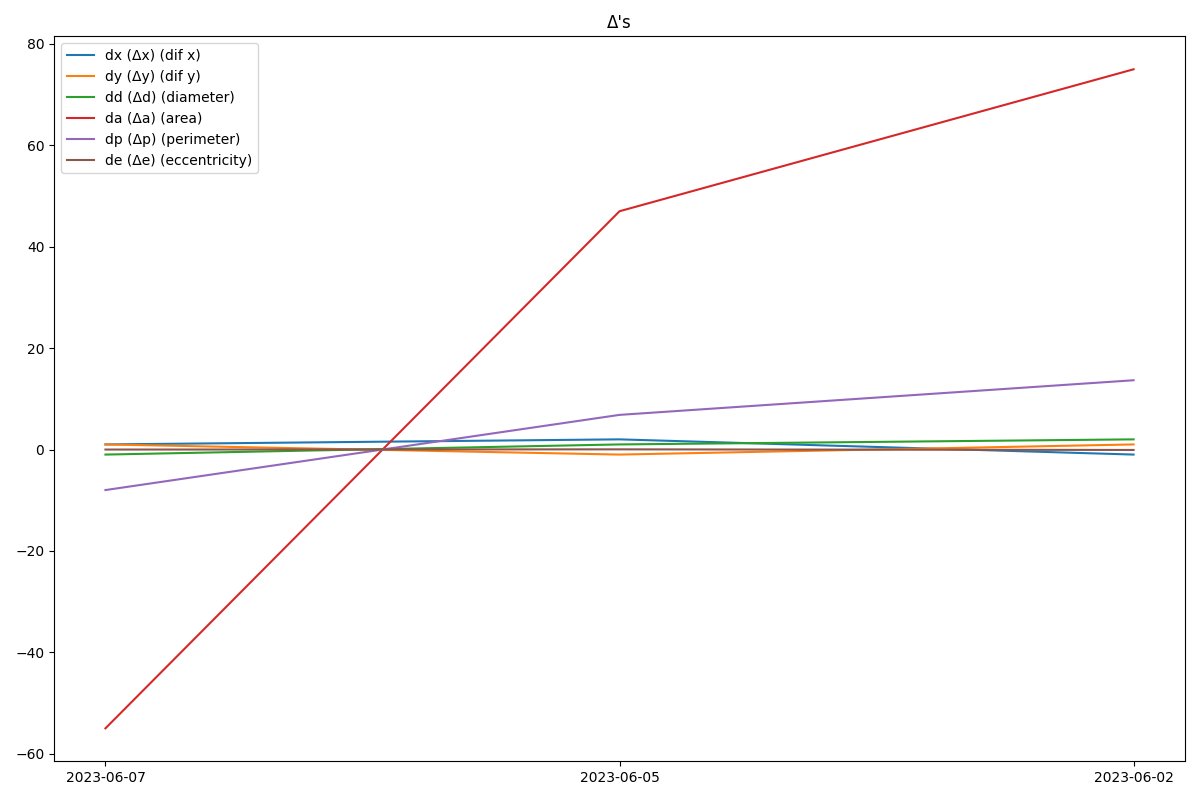 Δ's
dx (Δx) (dif x)
dy (Δy) (dif y)
dd (Δd) (diameter)
da (Δa) (area)
dp (Δp) (perimeter)
de (Δe) (eccentricity)
80
60
40
20
0
−20
−40
−60
2023-06-07 2023-06-05 2023-06-02